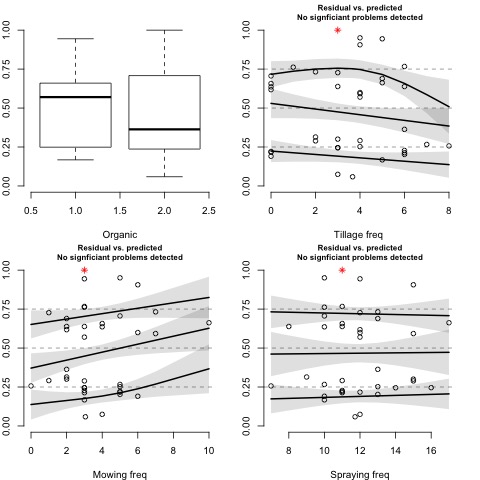 0.00 0.25 0.50 0.75 1.00
0.5 1.0 1.5 2.0 2.5
Organic
Residual vs. predicted
No signficiant problems detected
0.00 0.25 0.50 0.75 1.00
0 2 4 6 8
Tillage freq
Residual vs. predicted
No signficiant problems detected
0.00 0.25 0.50 0.75 1.00
0 2 4 6 8 10
Mowing freq
Residual vs. predicted
No signficiant problems detected
0.00 0.25 0.50 0.75 1.00
8 10 12 14 16
Spraying freq